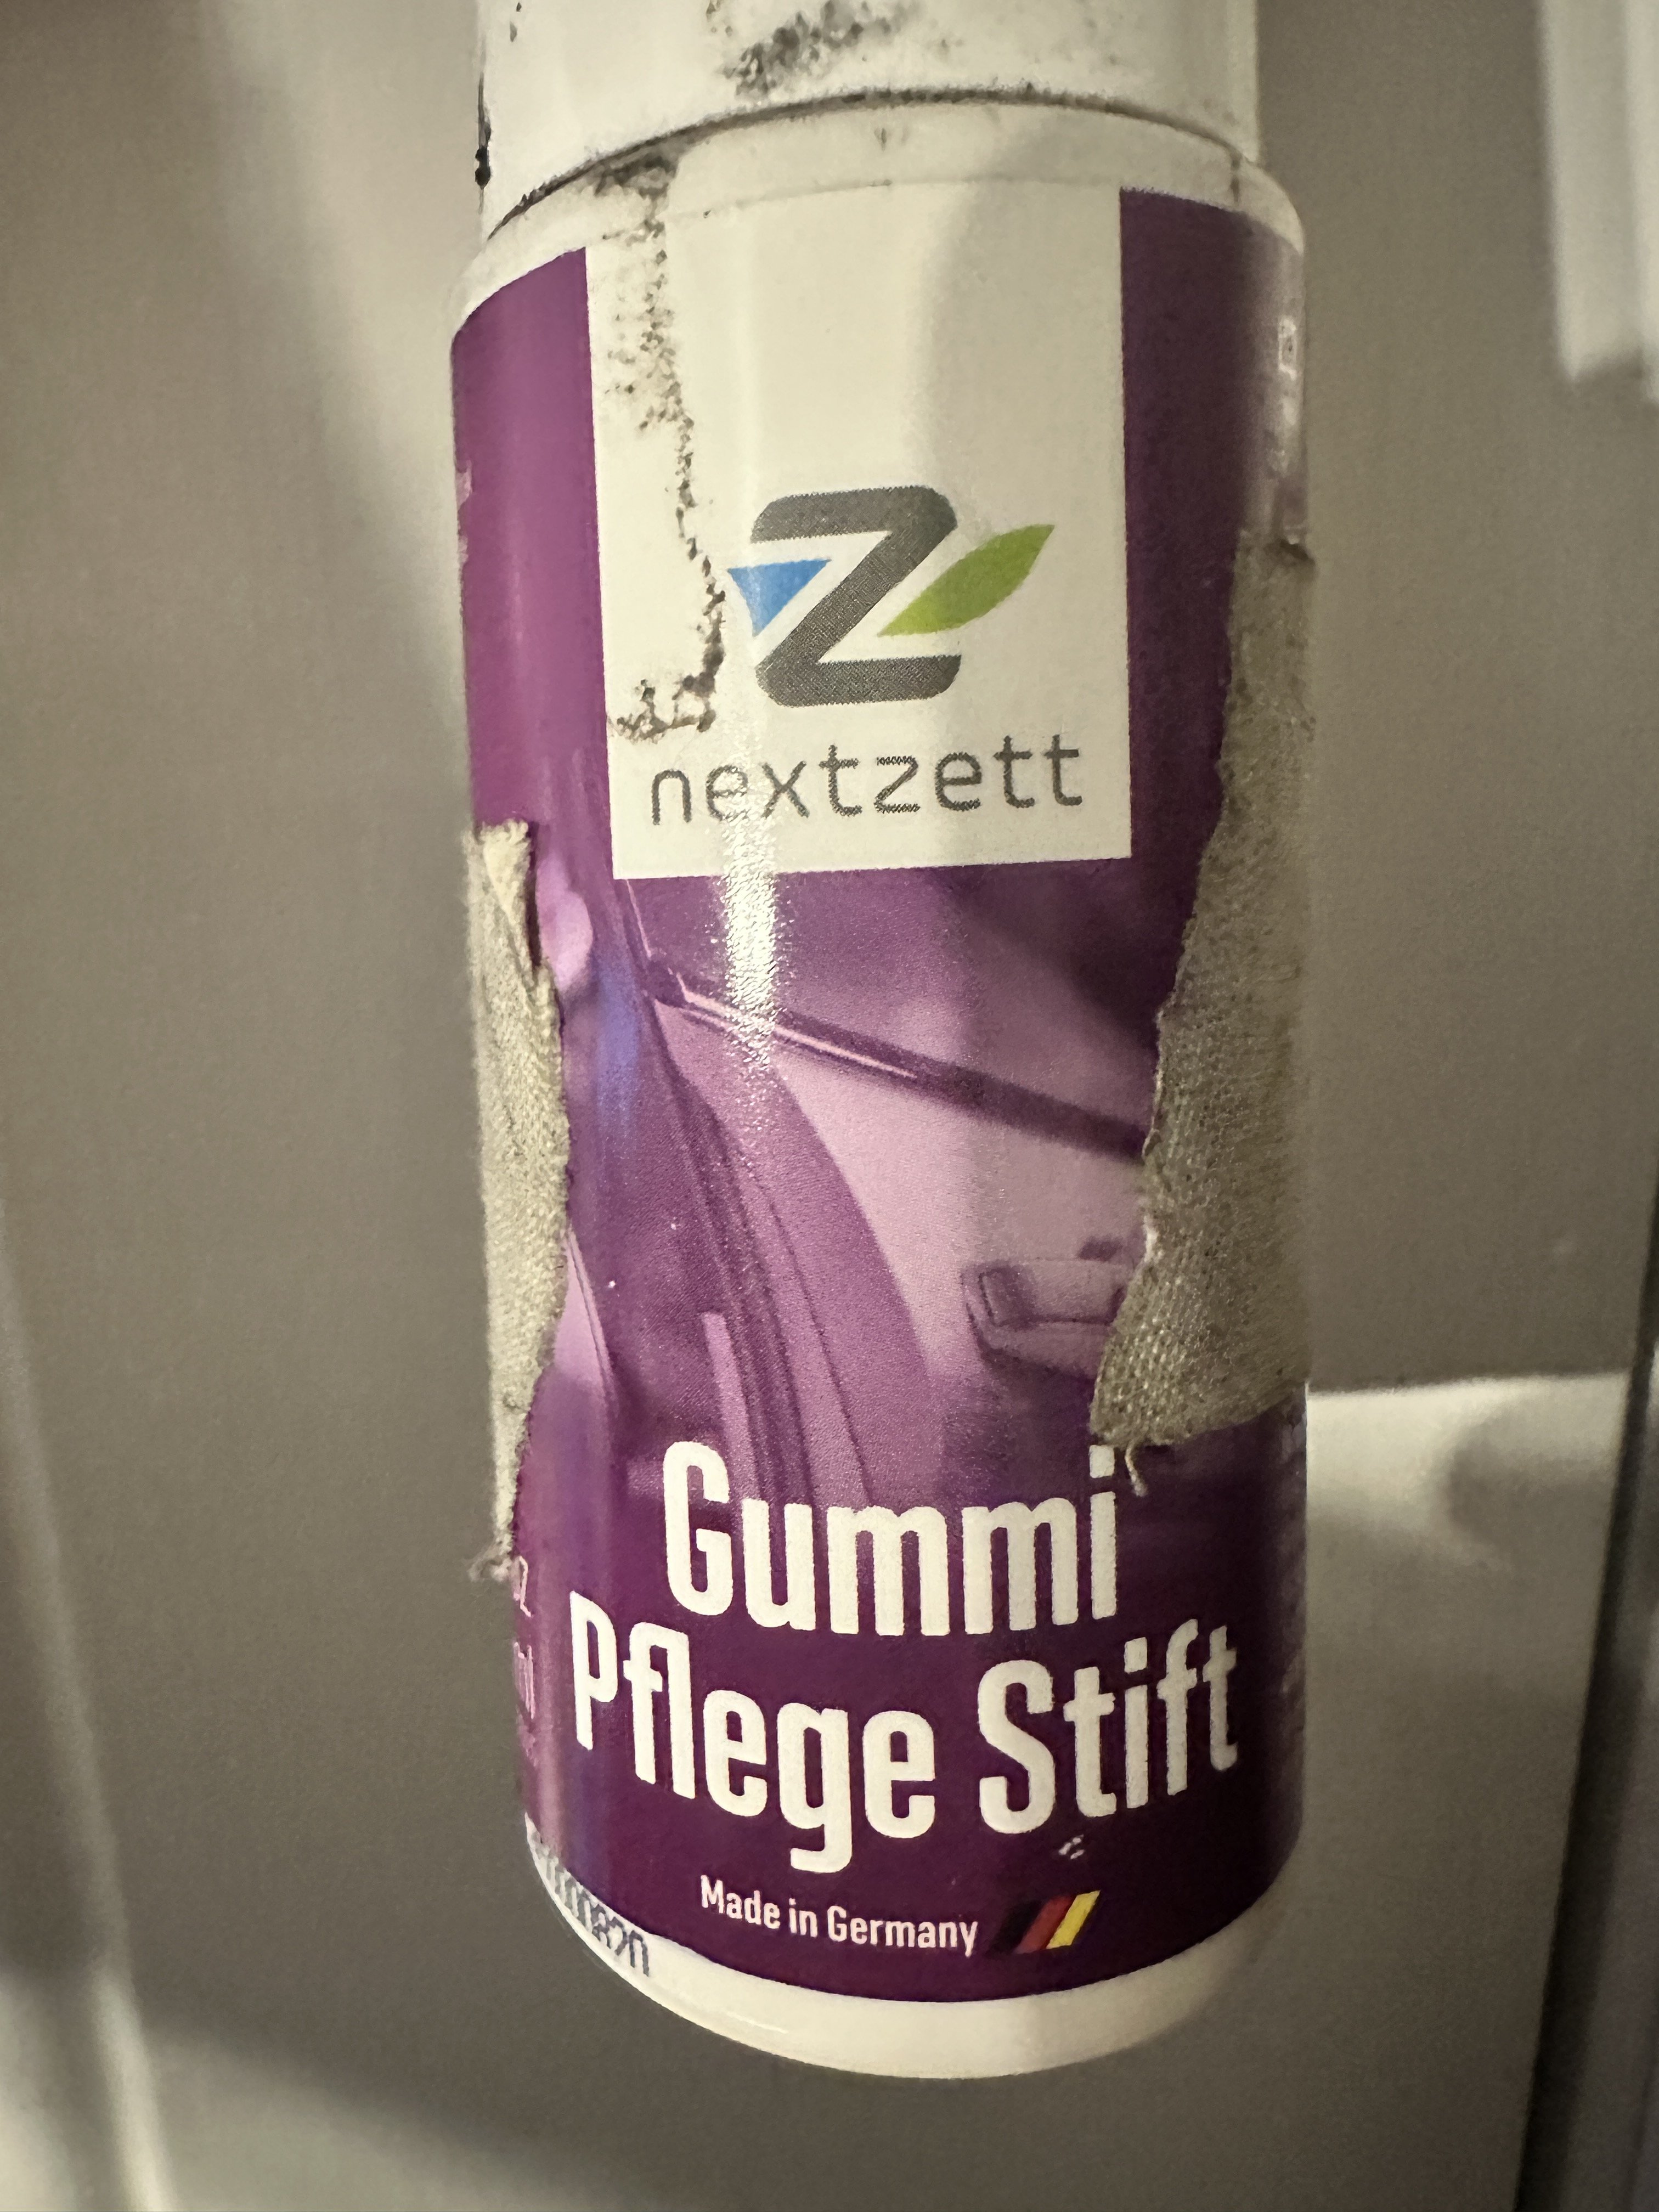 nextzett
Gummi
Pflege Stift
Made in Germany